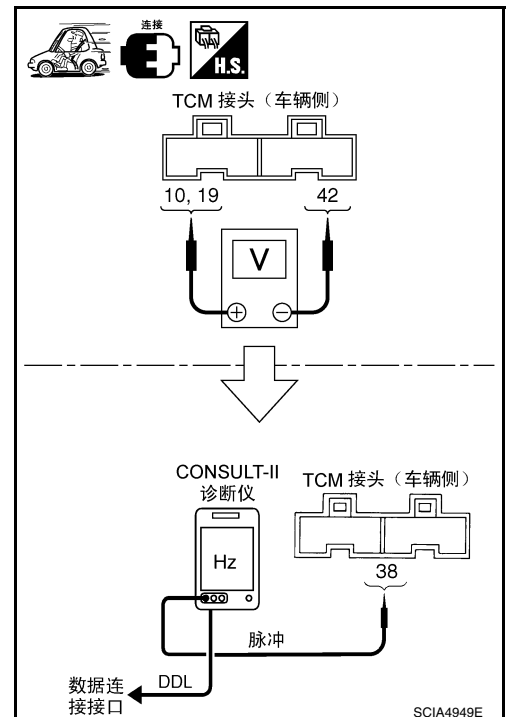 连接
H.S.
TCM 接头（车辆侧）
10, 19
42
V
+ −
CONSULT-II
诊断仪
TCM 接头（车辆侧）
Hz
38
脉冲
数据连
接接口
DDL
SCIA4949E